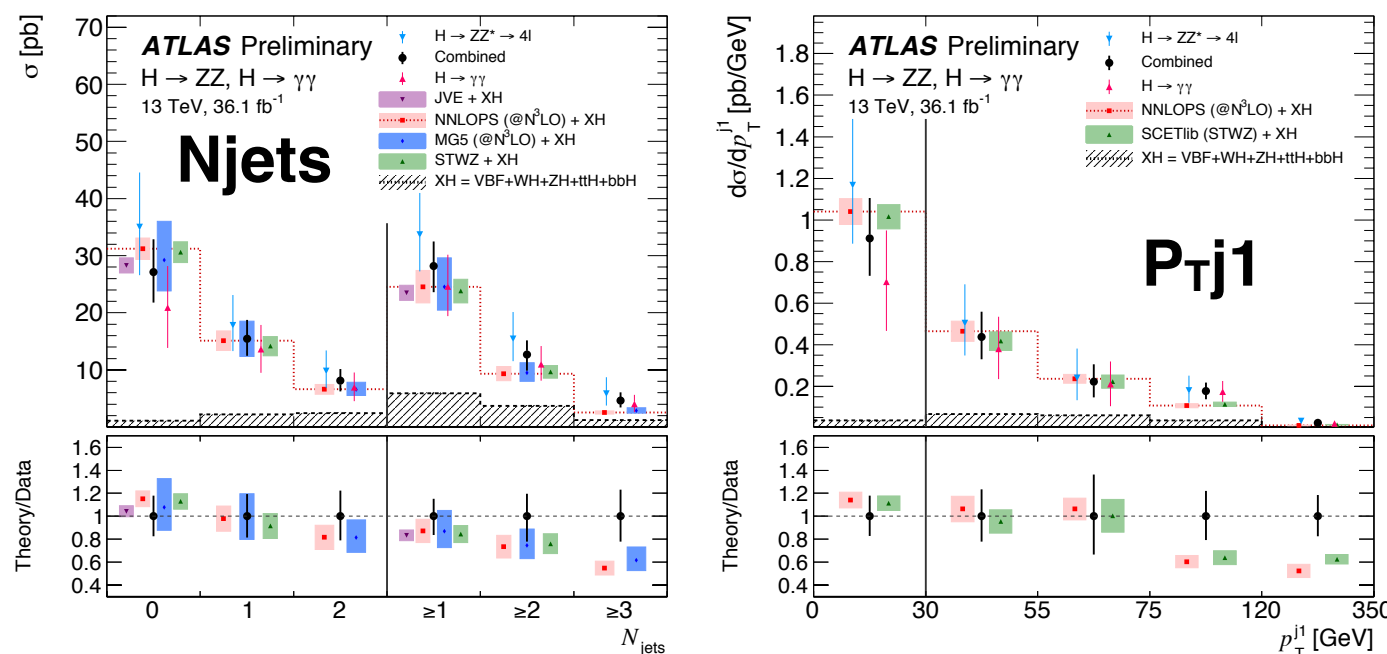 σ [pb]
70
60
50
40
30
20
10
ATLAS Preliminary
H → ZZ, H → γγ
13 TeV, 36.1 fb⁻¹
Njets
H → ZZ* → 4l
Combined
H → γγ
JVE + XH
NNLOPS (@N³LO) + XH
MG5 (@N³LO) + XH
STWZ + XH
XH = VBF+WH+ZH+ttH+bbH
Theory/Data
1.6
1.4
1.2
1
0.8
0.6
0.4
0 1 2 ≥1 ≥2 ≥3
N_jets
dσ/dp_T^j1 [pb/GeV]
1.8
1.6
1.4
1.2
1
0.8
0.6
0.4
0.2
ATLAS Preliminary
H → ZZ, H → γγ
13 TeV, 36.1 fb⁻¹
H → ZZ* → 4l
Combined
H → γγ
NNLOPS (@N³LO) + XH
SCETlib (STWZ) + XH
XH = VBF+WH+ZH+ttH+bbH
PTj1
Theory/Data
1.6
1.4
1.2
1
0.8
0.6
0.4
0 30 55 75 120 350
p_T^j1 [GeV]